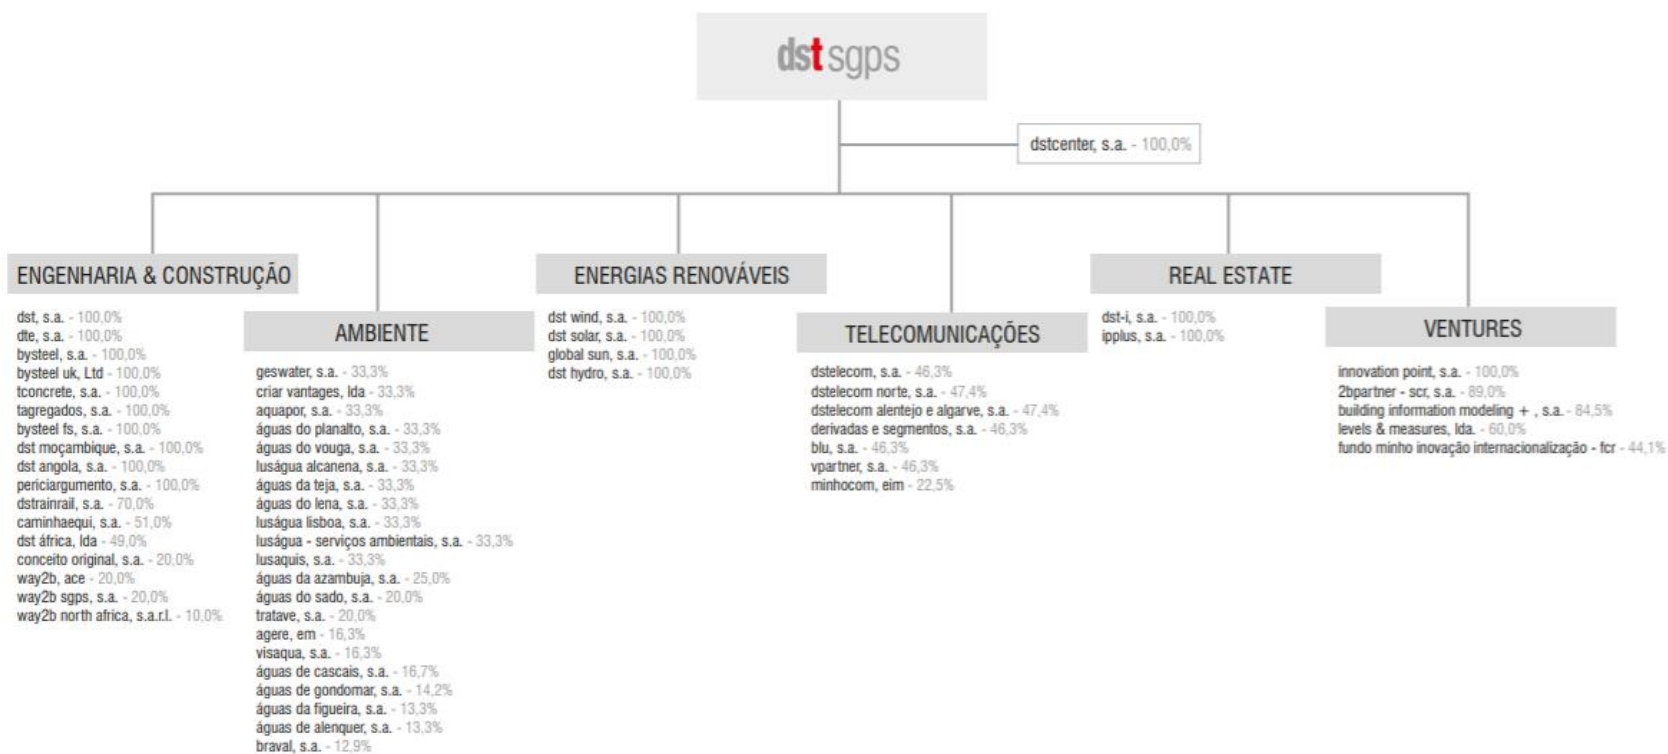 dst sgps
dstcenter, s.a. - 100,0%
ENGENHARIA & CONSTRUÇÃO
dst, s.a. - 100,0%
dte, s.a. - 100,0%
bysteel, s.a. - 100,0%
bysteel uk, Ltd - 100,0%
tconcrete, s.a. - 100,0%
tagregados, s.a. - 100,0%
bysteel fs, s.a. - 100,0%
dst moçambique, s.a. - 100,0%
dst angola, s.a. - 100,0%
periciargumento, s.a. - 100,0%
dstrainrail, s.a. - 70,0%
caminhaequi, s.a. - 51,0%
dst áfrica, lda - 49,0%
conceito original, s.a. - 20,0%
way2b, ace - 20,0%
way2b sgps, s.a. - 20,0%
way2b north africa, s.a.r.l. - 10,0%
AMBIENTE
geswater, s.a. - 33,3%
criar vantages, lda - 33,3%
aquapor, s.a. - 33,3%
águas do planalto, s.a. - 33,3%
águas do vouga, s.a. - 33,3%
luságua alcanena, s.a. - 33,3%
águas da teja, s.a. - 33,3%
águas do lena, s.a. - 33,3%
luságua lisboa, s.a. - 33,3%
luságua - serviços ambientais, s.a. - 33,3%
lusaquis, s.a. - 33,3%
águas da azambuja, s.a. - 25,0%
águas do sado, s.a. - 20,0%
tratave, s.a. - 20,0%
agere, em - 16,3%
visaqua, s.a. - 16,3%
águas de cascais, s.a. - 16,7%
águas de gondomar, s.a. - 14,2%
águas da figueira, s.a. - 13,3%
águas de alenquer, s.a. - 13,3%
braval, s.a. - 12,9%
ENERGIAS RENOVÁVEIS
dst wind, s.a. - 100,0%
dst solar, s.a. - 100,0%
global sun, s.a. - 100,0%
dst hydro, s.a. - 100,0%
TELECOMUNICAÇÕES
dstelecom, s.a. - 46,3%
dstelecom norte, s.a. - 47,4%
dstelecom alentejo e algarve, s.a. - 47,4%
derivadas e segmentos, s.a. - 46,3%
blu, s.a. - 46,3%
vpartner, s.a. - 46,3%
minhocom, eim - 22,5%
REAL ESTATE
dst-i, s.a. - 100,0%
ipplus, s.a. - 100,0%
VENTURES
innovation point, s.a. - 100,0%
2bpartner - scr, s.a. - 89,0%
building information modeling + , s.a. - 84,5%
levels & measures, lda. - 60,0%
fundo minho inovação internacionalização - fcr - 44,1%